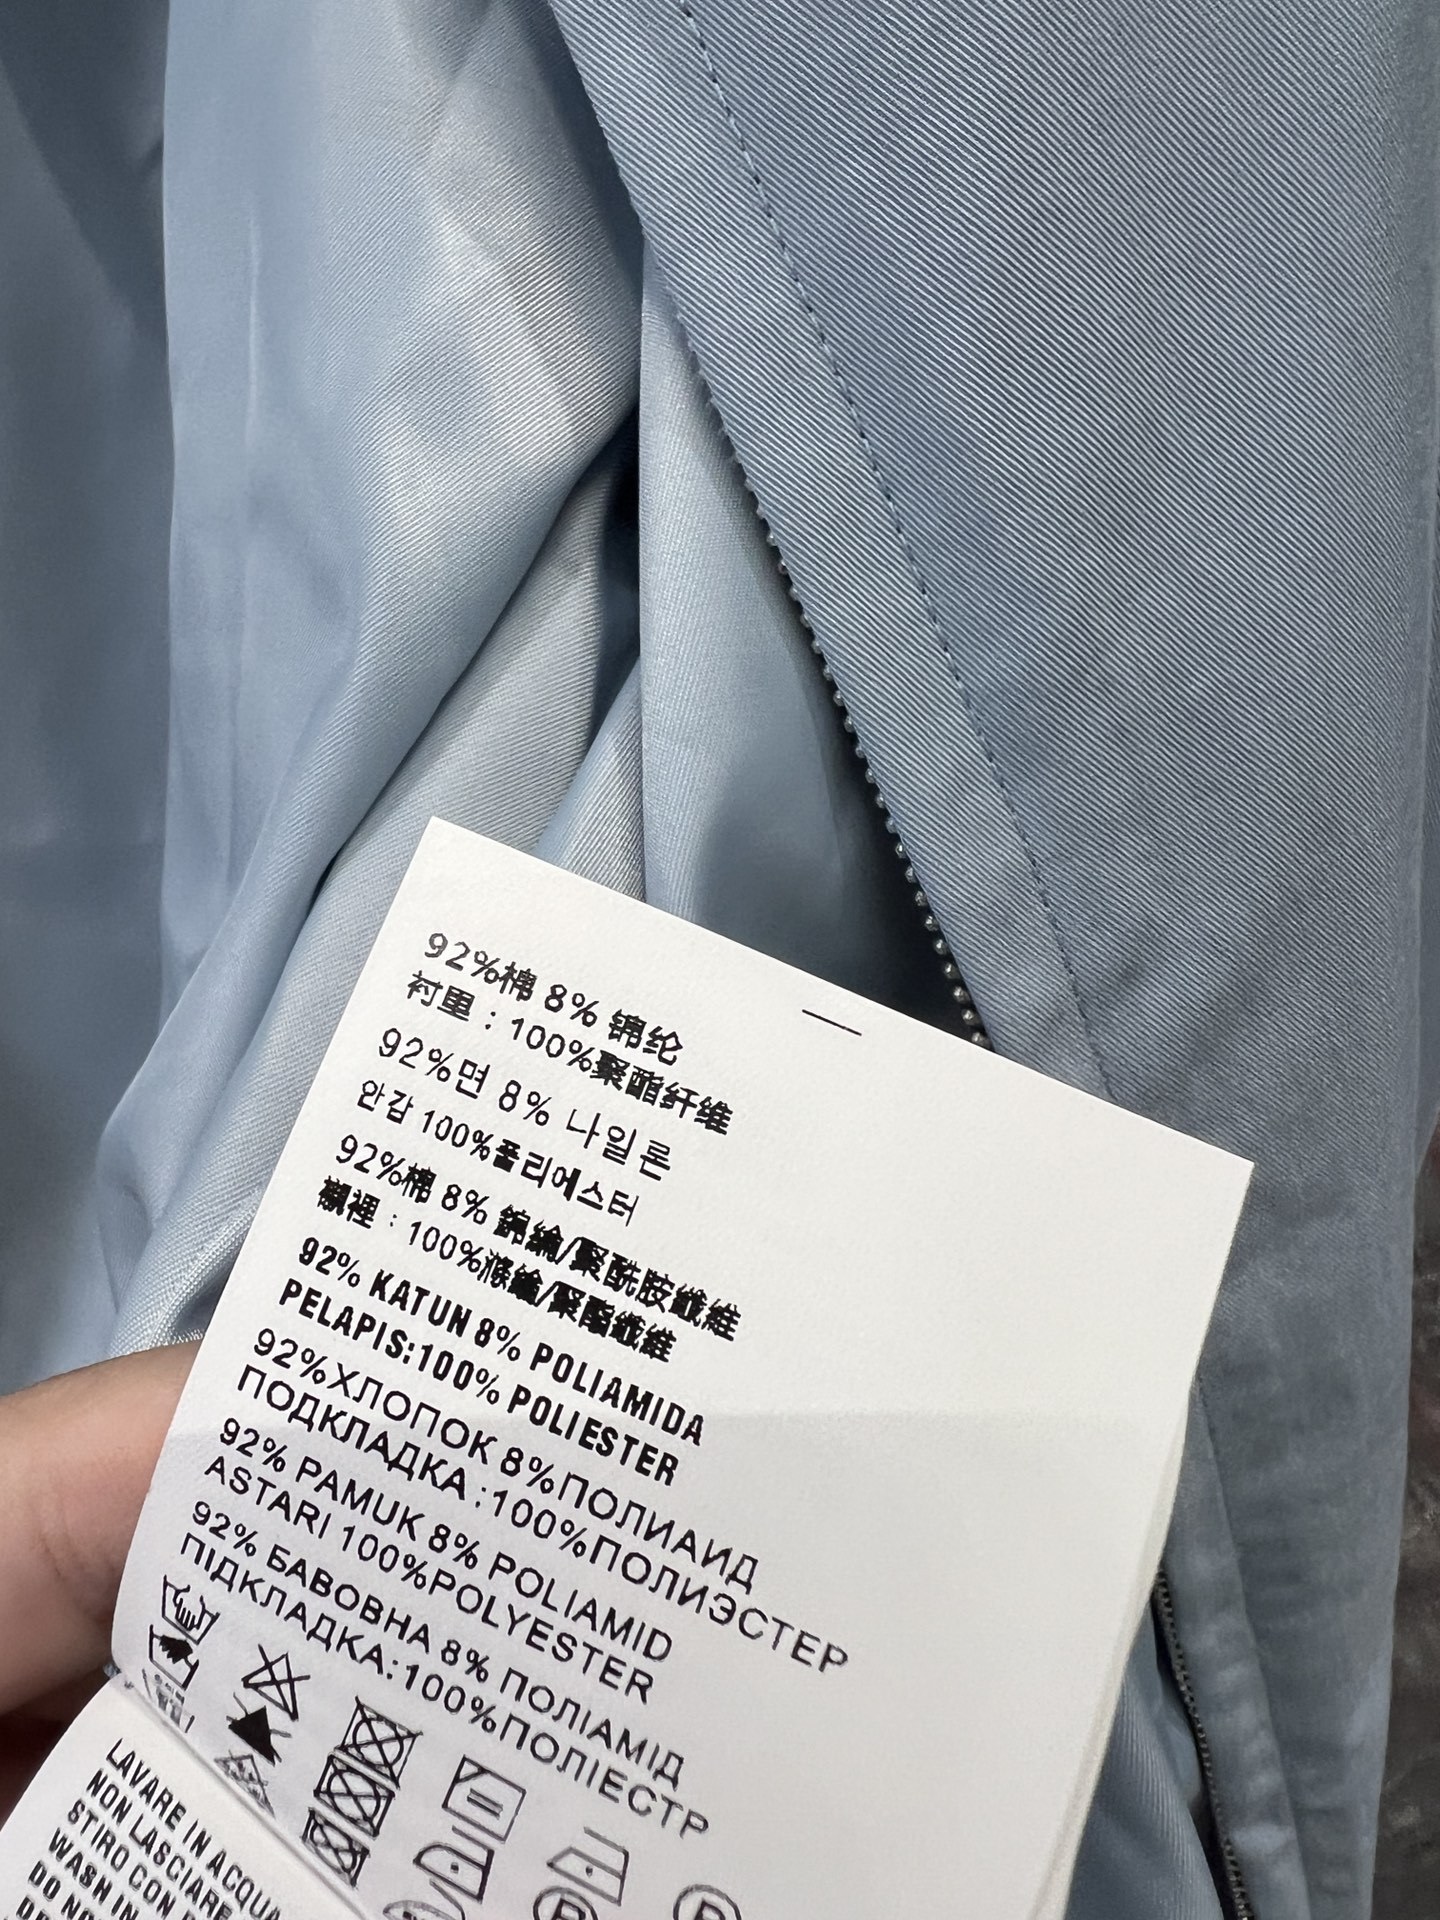 92%棉 8% 锦纶
衬里：100%聚酯纤维
92%면 8% 나일론
안감 100%폴리에스터
92%棉 8% 錦綸/聚酰胺纖維
襯裡：100%滌綸/聚酯纖維
92% KATUN 8% POLIAMIDA
PELAPIS:100% POLIESTER
92%ХЛОПОК 8%ПОЛИАИД
ПОДКЛАДКА:100%ПОЛИЭСТЕР
92% PAMUK 8% POLIAMID
ASTARI 100%POLYESTER
92% БАВОВНА 8% ПОЛІАМІД
ПІДКЛАДКА:100%ПОЛІЕСТР
LAVARE IN ACQUA
NON LASCIARE
STIRO CON
WASH IN
DO NO